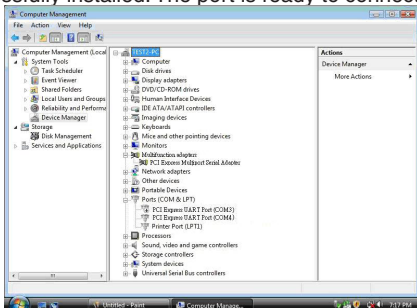 sfully installed. The port is ready to connec
Computer Management
File Action View Help
Computer Management (Local
System Tools
Task Scheduler
Event Viewer
Shared Folders
Local Users and Groups
Reliability and Performa
Device Manager
Storage
Disk Management
Services and Applications
TEST2-PC
Computer
Disk drives
Display adapters
DVD/CD-ROM drives
Human Interface Devices
IDE ATA/ATAPI controllers
Imaging devices
Keyboards
Mice and other pointing devices
Monitors
Multifunction adapters
PCI Express Multiport Serial Adapter
Network adapters
Other devices
Portable Devices
Ports (COM & LPT)
PCI Express UART Port (COM3)
PCI Express UART Port (COM4)
Printer Port (LPT1)
Processors
Sound, video and game controllers
Storage controllers
System devices
Universal Serial Bus controllers
Actions
Device Manager
More Actions
Untitled - Paint
Computer Manage...
7:17 PM